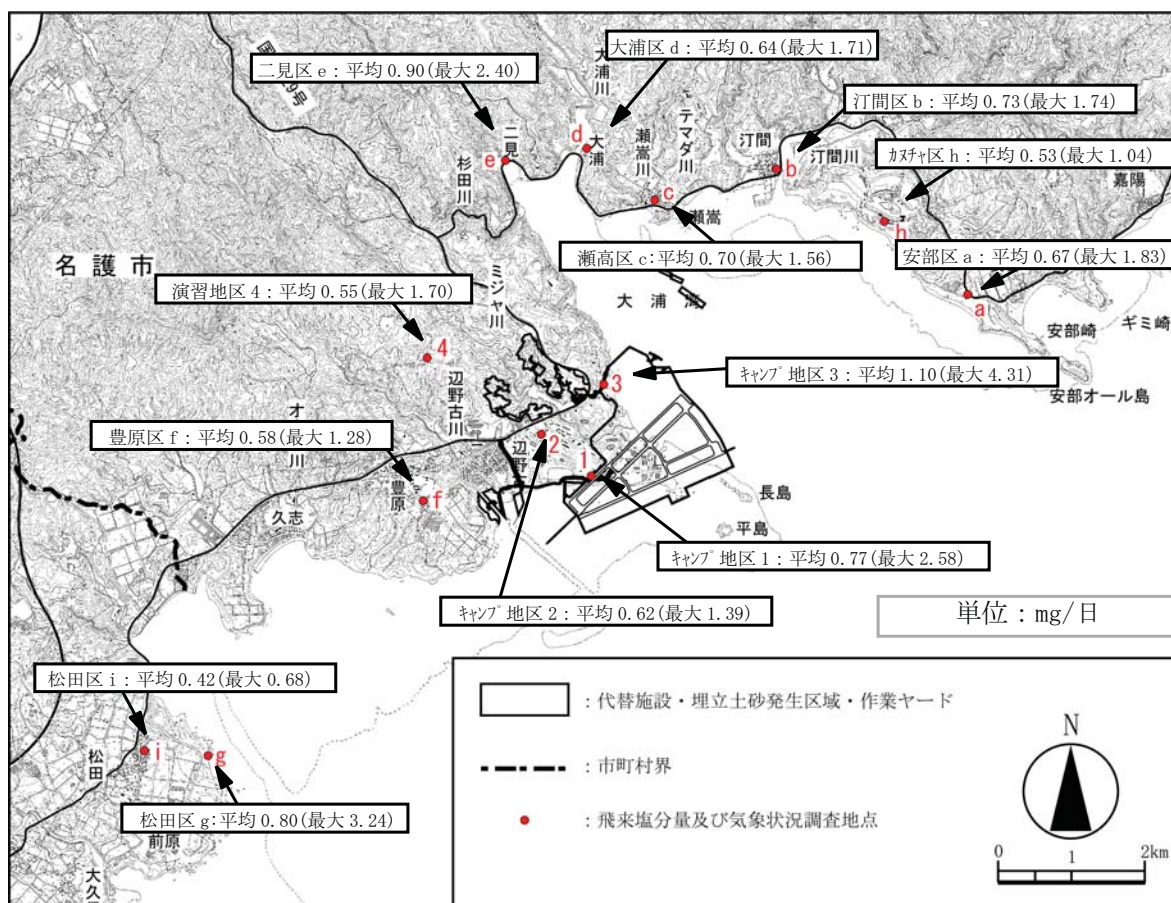 大浦区 d：平均 0.64(最大 1.71)
二見区 e：平均 0.90(最大 2.40)
大浦川
汀間区 b：平均 0.73(最大 1.74)
テマダ川
瀬嵩川
二見
d
大浦
汀間
汀間川
カヌチャ区 h：平均 0.53(最大 1.04)
e
杉田川
b
嘉陽
c
瀬嵩
h
名護市
瀬高区 c：平均 0.70(最大 1.56)
安部区 a：平均 0.67(最大 1.83)
演習地区 4：平均 0.55(最大 1.70)
ミジャ川
大浦湾
a
安部崎
ギミ崎
4
辺野古川
3
キャンプ地区 3：平均 1.10(最大 4.31)
安部オール島
豊原区 f：平均 0.58(最大 1.28)
2
1
豊原
f
久志
長島
平島
キャンプ地区 1：平均 0.77(最大 2.58)
キャンプ地区 2：平均 0.62(最大 1.39)
単位：mg/日
松田区 i：平均 0.42(最大 0.68)
：代替施設・埋立土砂発生区域・作業ヤード
N
松田
i
g
：市町村界
松田区 g：平均 0.80(最大 3.24)
：飛来塩分量及び気象状況調査地点
前原
0 1 2km